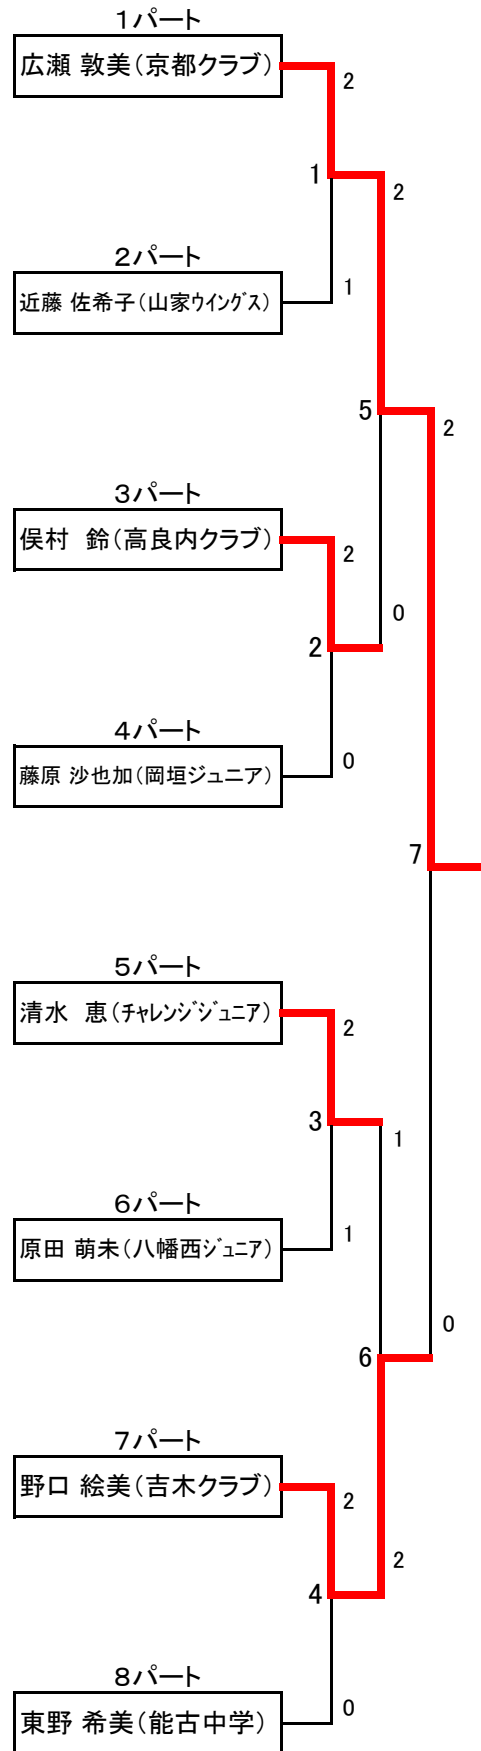 １パート
広瀬 敦美（京都クラブ）
2
1
2
２パート
近藤 佐希子（山家ｳｲﾝｸﾞｽ）
1
5
2
３パート
俣村　鈴（高良内クラブ）
2
0
2
４パート
藤原 沙也加（岡垣ジュニア）
0
7
５パート
清水　恵（ﾁｬﾚﾝｼﾞｼﾞｭﾆｱ）
2
3
1
６パート
原田 萌未（八幡西ｼﾞｭﾆｱ）
1
0
6
７パート
野口 絵美（吉木クラブ）
2
2
4
８パート
東野 希美（能古中学）
0